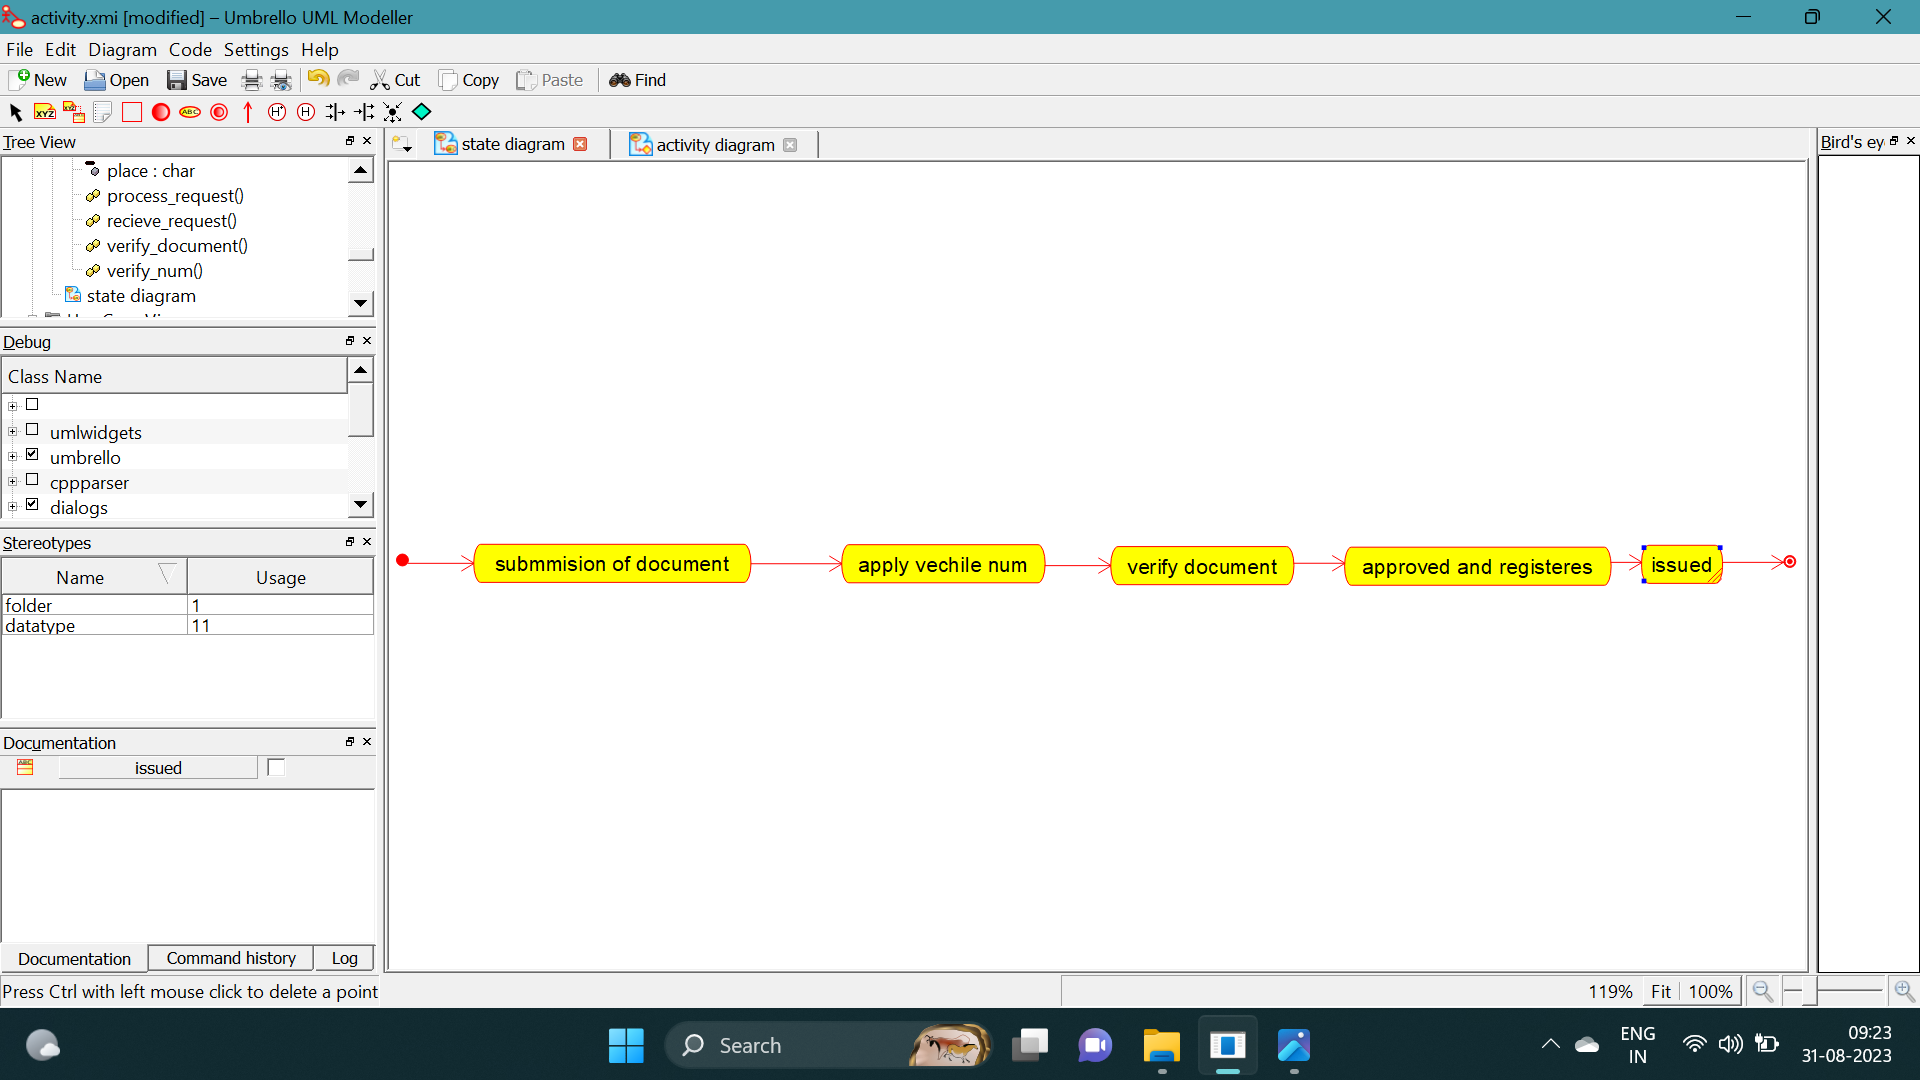 activity.xmi [modified] – Umbrello UML Modeller
File Edit Diagram Code Settings Help
New Open Save Cut Copy Paste Find
XYZ XYZ ABC H* H
Tree View
state diagram activity diagram
Bird's ey
place : char
process_request()
recieve_request()
verify_document()
verify_num()
state diagram
Debug
Class Name
umlwidgets
umbrello
cppparser
dialogs
submmision of document apply vechile num verify document approved and registeres issued
Stereotypes
Name Usage
folder 1
datatype 11
Documentation
ABC issued
Documentation Command history Log
Press Ctrl with left mouse click to delete a point
119% Fit 100%
Search
ENG
IN
09:23
31-08-2023